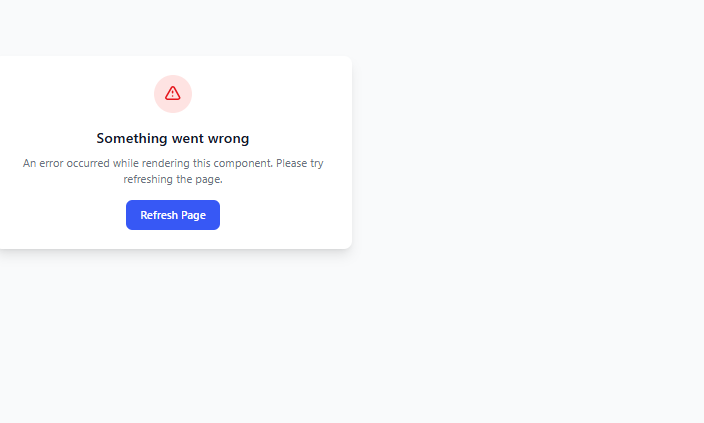 Something went wrong
An error occurred while rendering this component. Please try
refreshing the page.
Refresh Page